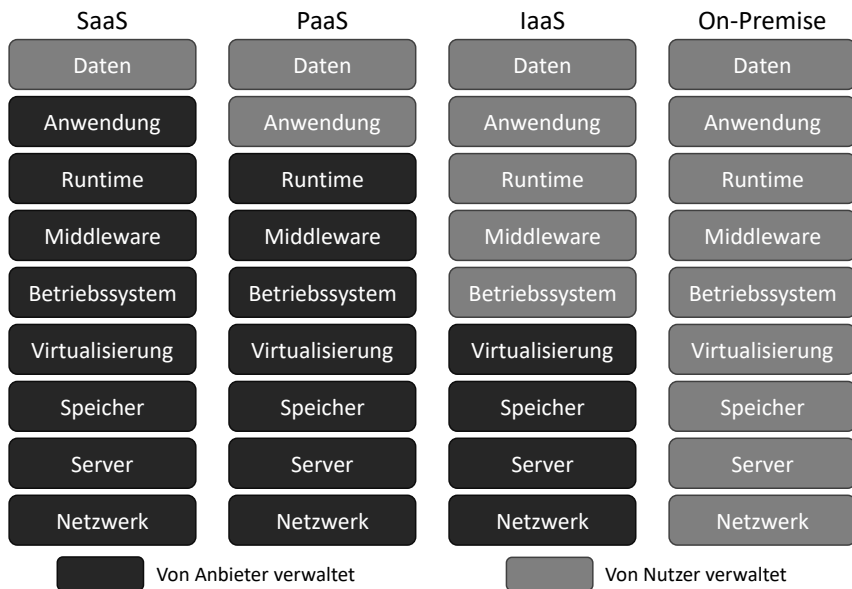 SaaS PaaS IaaS On-Premise
Daten Daten Daten Daten
Anwendung Anwendung Anwendung Anwendung
Runtime Runtime Runtime Runtime
Middleware Middleware Middleware Middleware
Betriebssystem Betriebssystem Betriebssystem Betriebssystem
Virtualisierung Virtualisierung Virtualisierung Virtualisierung
Speicher Speicher Speicher Speicher
Server Server Server Server
Netzwerk Netzwerk Netzwerk Netzwerk
Von Anbieter verwaltet Von Nutzer verwaltet